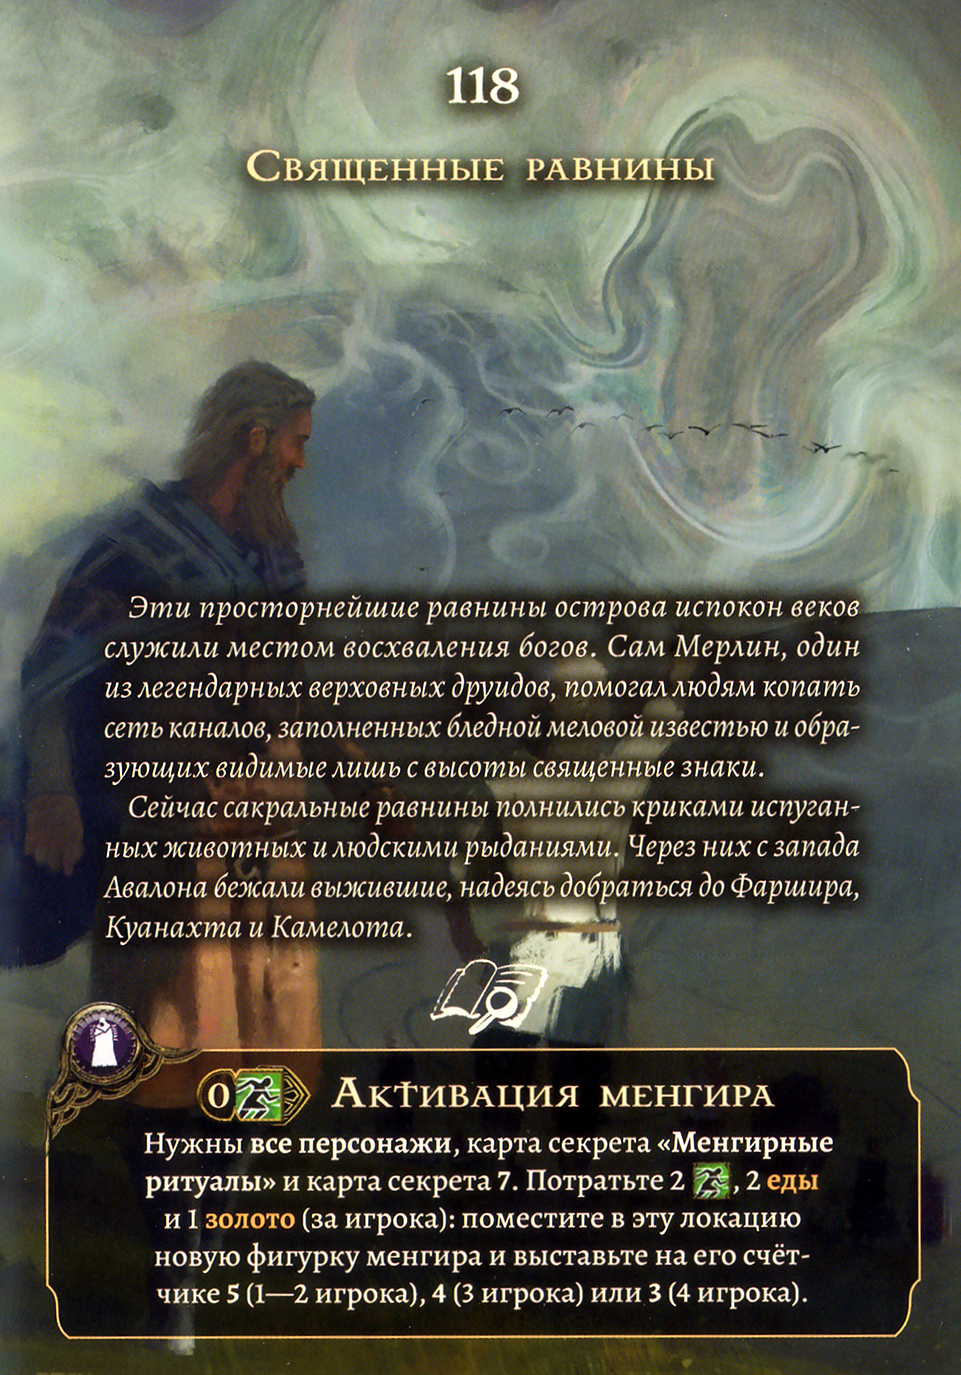 118
Священные равнины
Эти просторнейшие равнины острова испокон веков
служили местом восхваления богов. Сам Мерлин, один
из легендарных верховных друидов, помогал людям копать
сеть каналов, заполненных бледной меловой известью и обра-
зующих видимые лишь с высоты священные знаки.
Сейчас сакральные равнины полнились криками испуган-
ных животных и людскими рыданиями. Через них с запада
Авалона бежали выжившие, надеясь добраться до Фаршира,
Куанахта и Камелота.
0 Активация менгира
Нужны все персонажи, карта секрета «Менгирные
ритуалы» и карта секрета 7. Потратьте 2 , 2 еды
и 1 золото (за игрока): поместите в эту локацию
новую фигурку менгира и выставьте на его счёт-
чике 5 (1—2 игрока), 4 (3 игрока) или 3 (4 игрока).